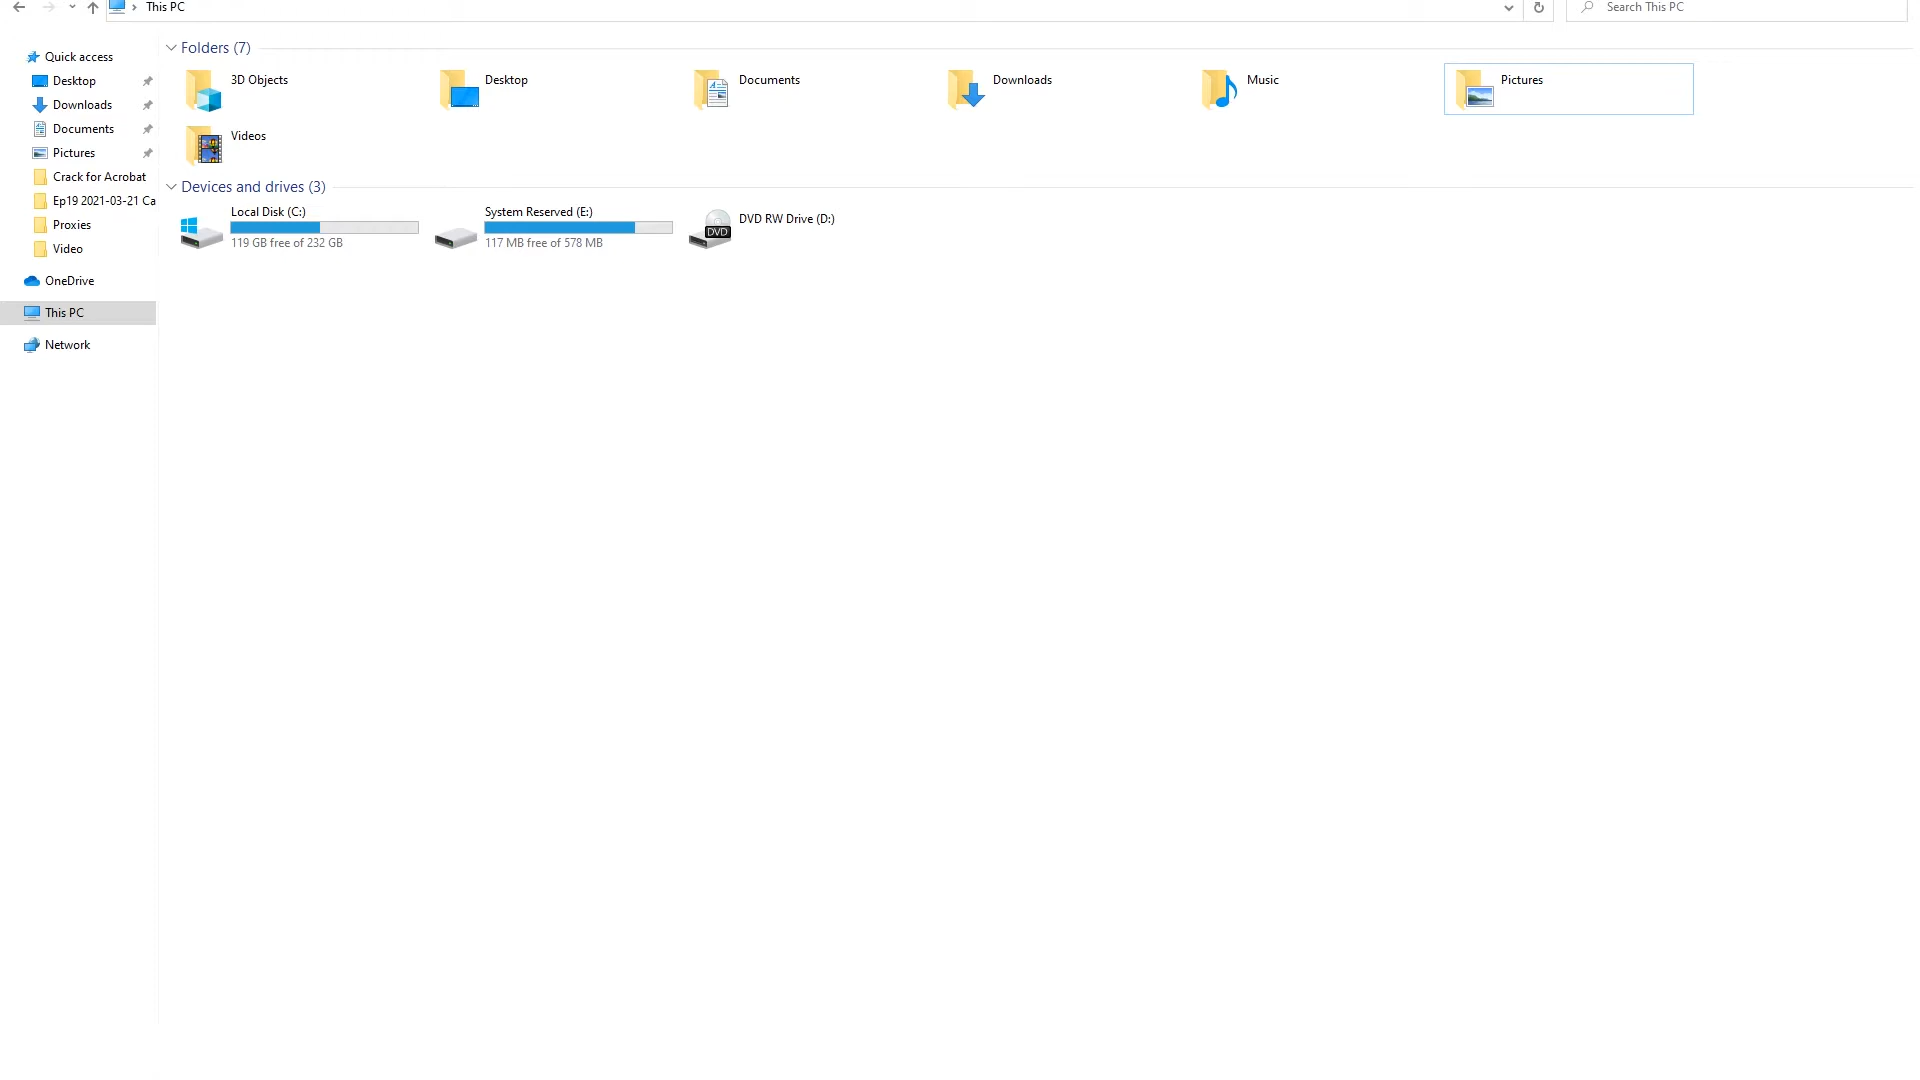 This PC
Search This PC
Quick access
Desktop
Downloads
Documents
Pictures
Crack for Acrobat
Ep19 2021-03-21 Ca
Proxies
Video
OneDrive
This PC
Network
Folders (7)
3D Objects
Desktop
Documents
Downloads
Music
Pictures
Videos
Devices and drives (3)
Local Disk (C:)
119 GB free of 232 GB
System Reserved (E:)
117 MB free of 578 MB
DVD RW Drive (D:)
DVD